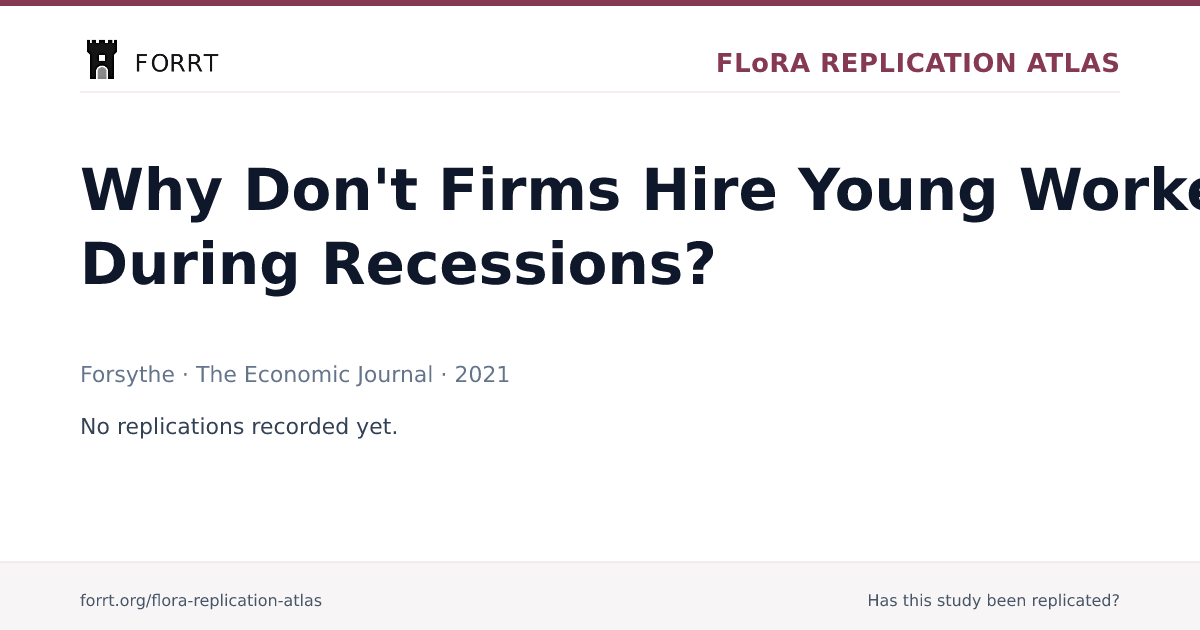 FORRT
FLoRA REPLICATION ATLAS
Why Don't Firms Hire Young Worke
During Recessions?
Forsythe · The Economic Journal · 2021
No replications recorded yet.
forrt.org/flora-replication-atlas
Has this study been replicated?